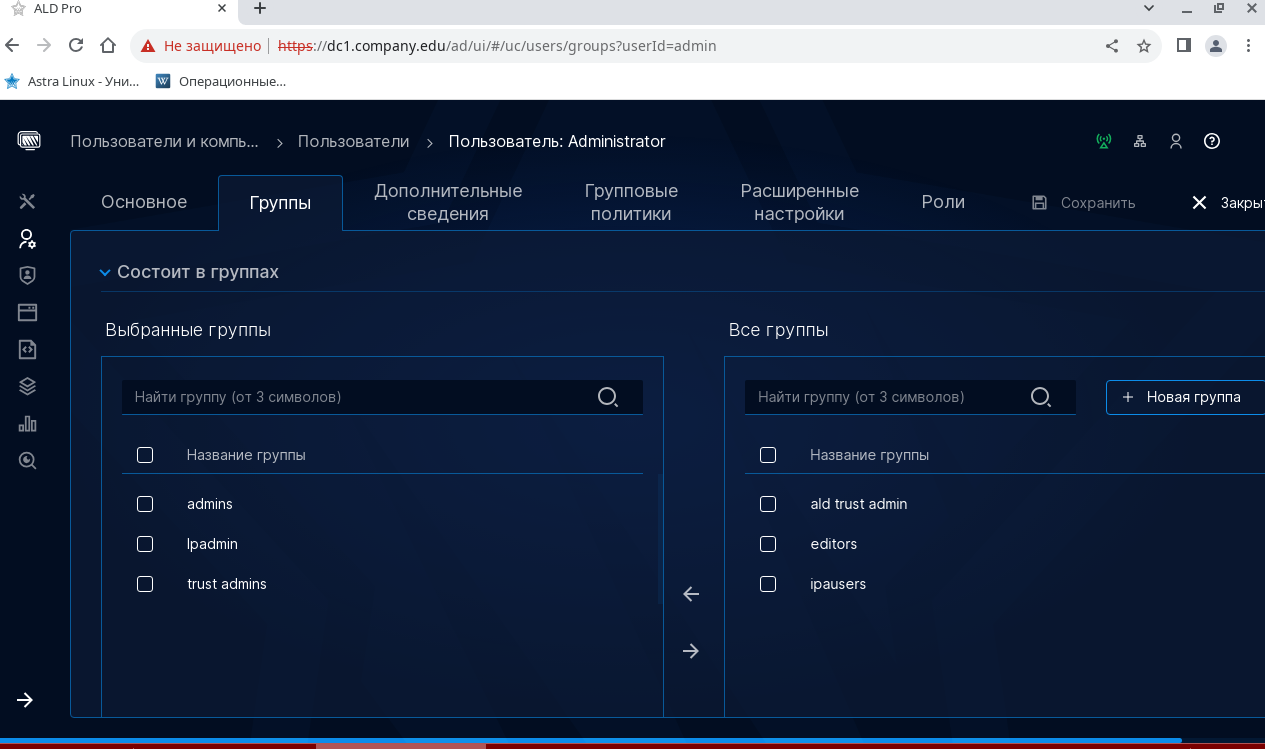 ALD Pro
Не защищено https://dc1.company.edu/ad/ui/#/uc/users/groups?userId=admin
Astra Linux - Уни… Операционные…
Пользователи и компь... Пользователи Пользователь: Administrator
Основное Группы Дополнительные сведения Групповые политики Расширенные настройки Роли Сохранить Закры
Состоит в группах
Выбранные группы Все группы
Найти группу (от 3 символов) Найти группу (от 3 символов) Новая группа
Название группы Название группы
admins ald trust admin
lpadmin editors
trust admins ipausers